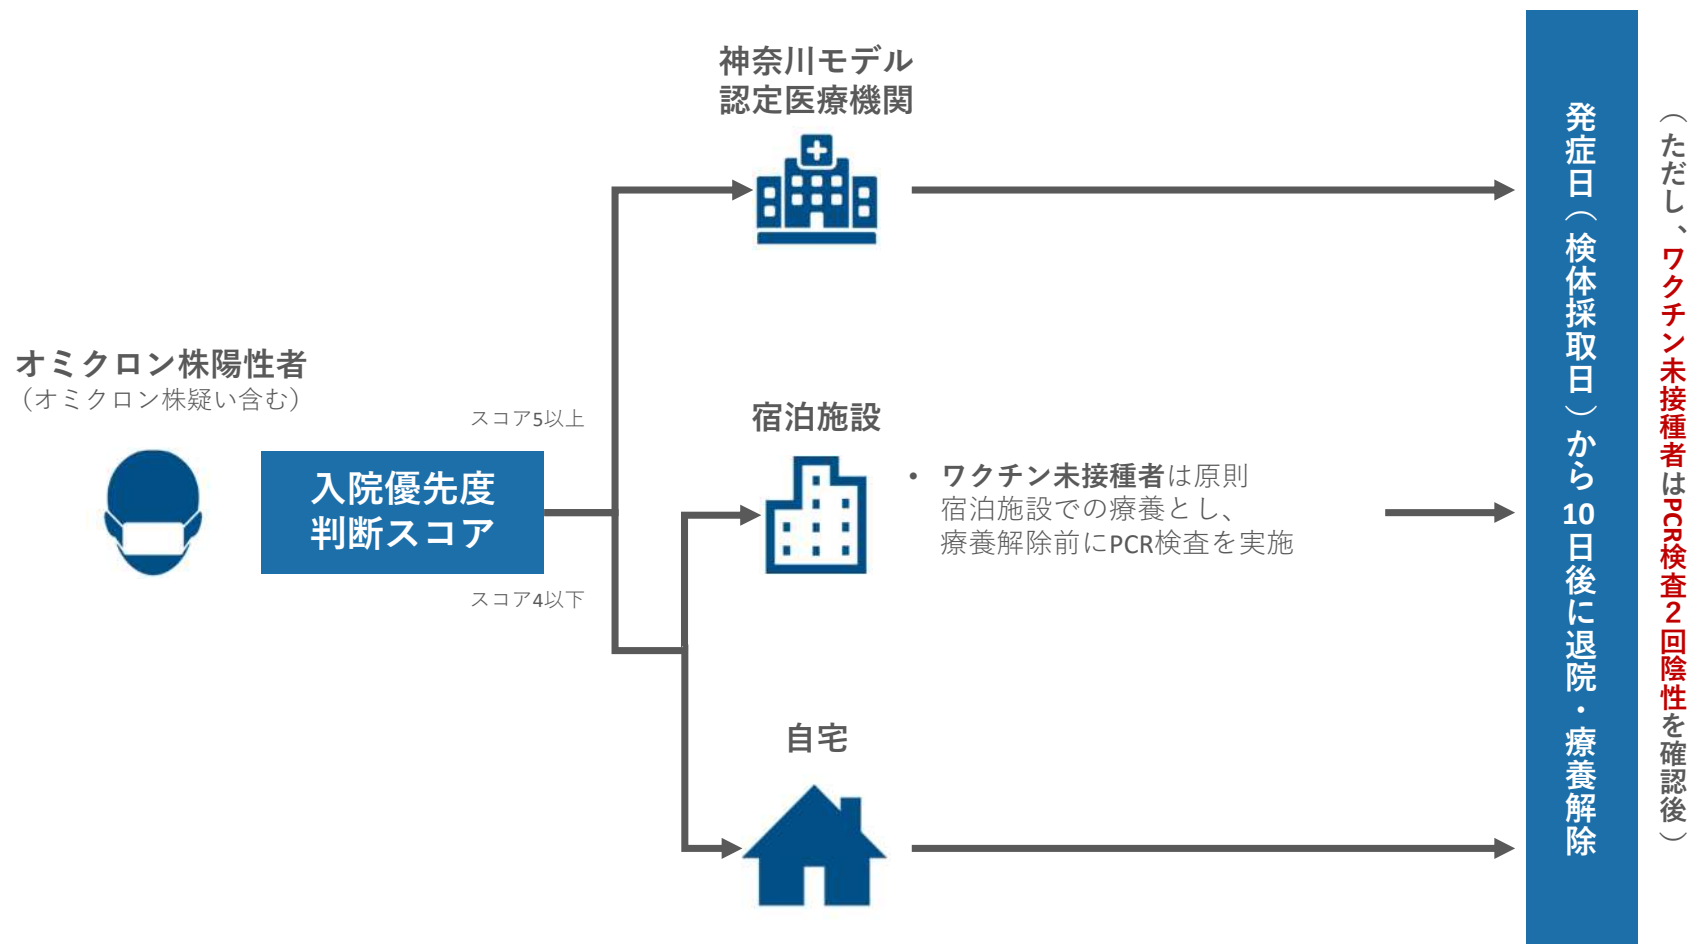 神奈川モデル
認定医療機関
オミクロン株陽性者
（オミクロン株疑い含む）
スコア5以上
入院優先度
判断スコア
スコア4以下
宿泊施設
• ワクチン未接種者は原則
宿泊施設での療養とし、
療養解除前にPCR検査を実施
自宅
発症日（検体採取日）から10日後に退院・療養解除
（ただし、ワクチン未接種者はPCR検査２回陰性を確認後）